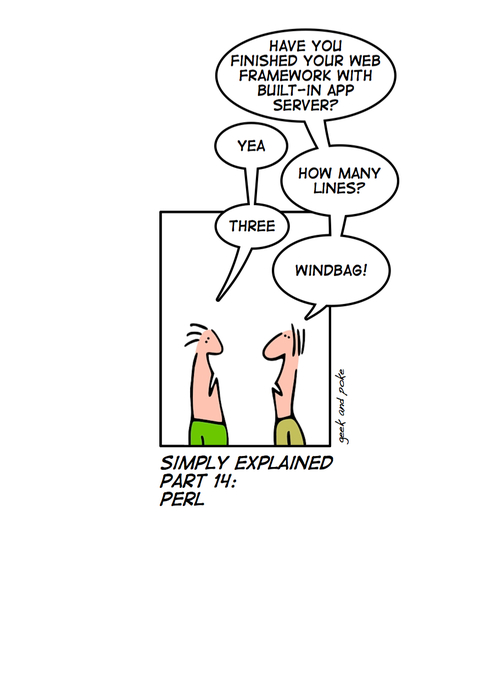 HAVE YOU
FINISHED YOUR WEB
FRAMEWORK WITH
BUILT-IN APP
SERVER?
YEA
HOW MANY
LINES?
THREE
WINDBAG!
geek and poke
SIMPLY EXPLAINED
PART 14:
PERL